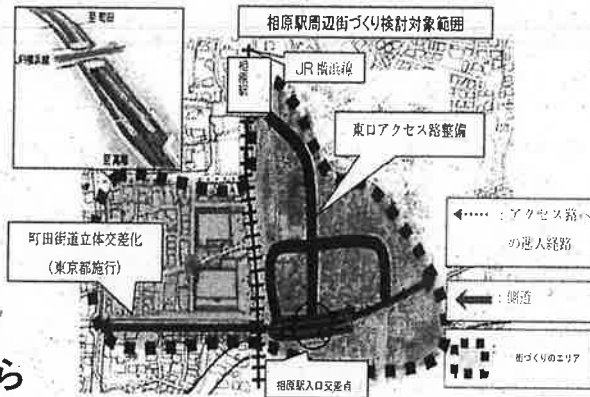 相原駅周辺街づくり検討対象範囲
至町田
JR横浜線
至高尾
相原駅
JR横浜線
東口アクセス路整備
町田街道立体交差化
(東京都施行)
:アクセス路へ
の進入経路
:側道
街づくりのエリア
相原駅入口交差点
ら